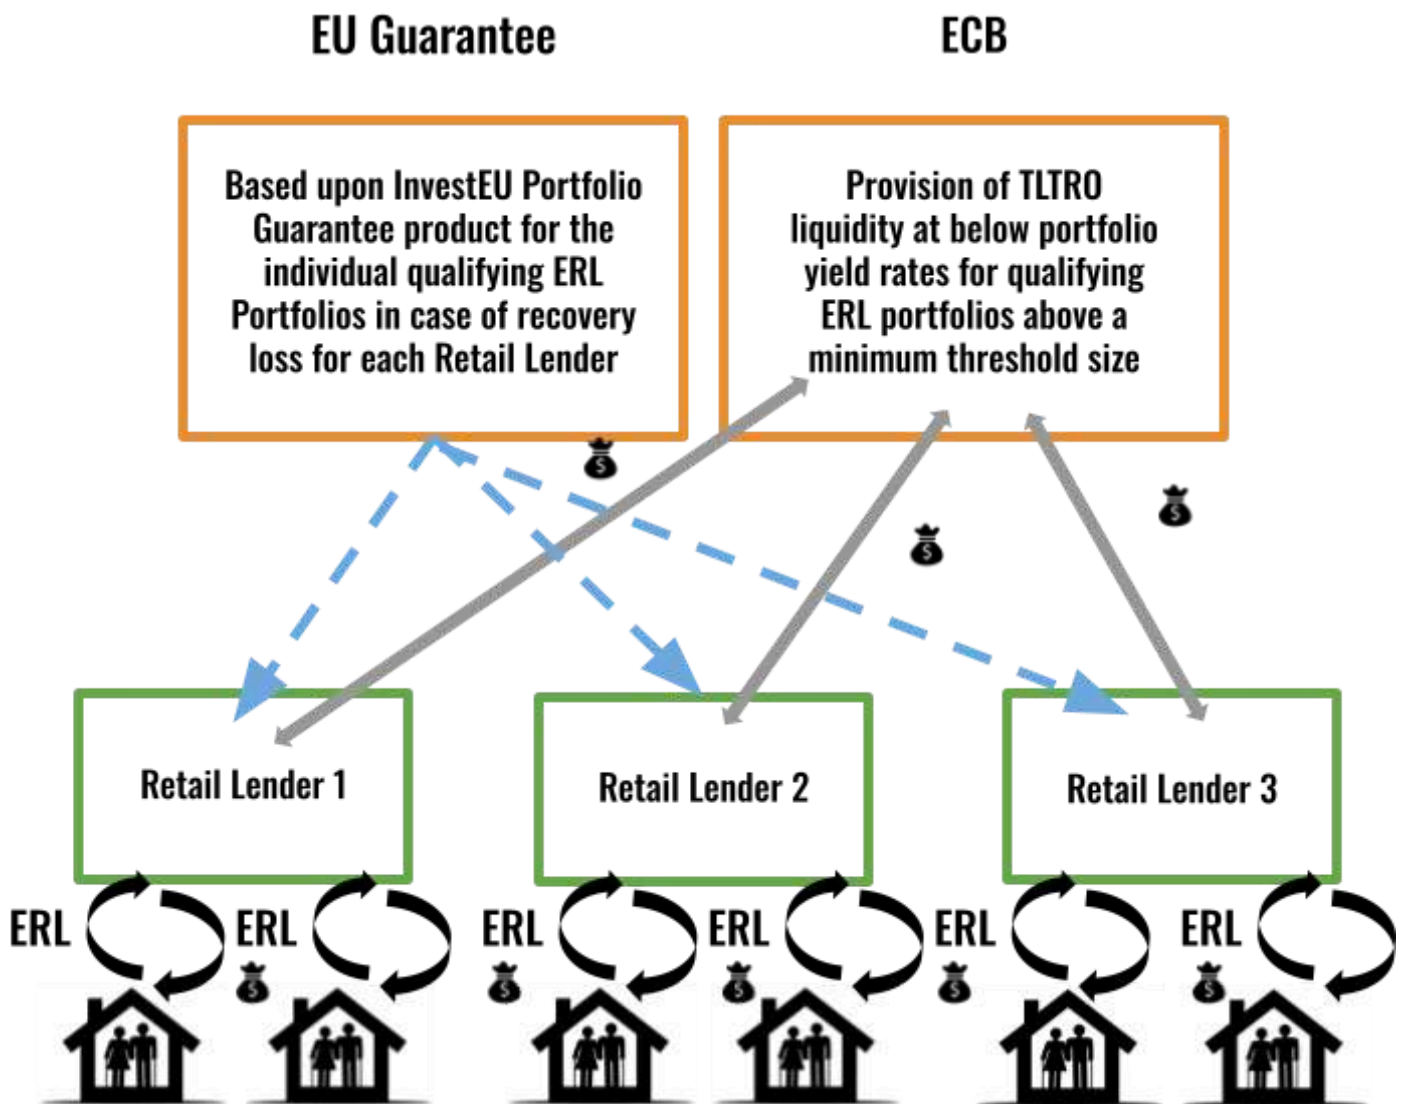 EU Guarantee
ECB
Based upon InvestEU Portfolio
Guarantee product for the
individual qualifying ERL
Portfolios in case of recovery
loss for each Retail Lender
Provision of TLTRO
liquidity at below portfolio
yield rates for qualifying
ERL portfolios above a
minimum threshold size
$
$
$
Retail Lender 1
Retail Lender 2
Retail Lender 3
ERL
ERL
ERL
ERL
ERL
ERL
$
$
$
$
$